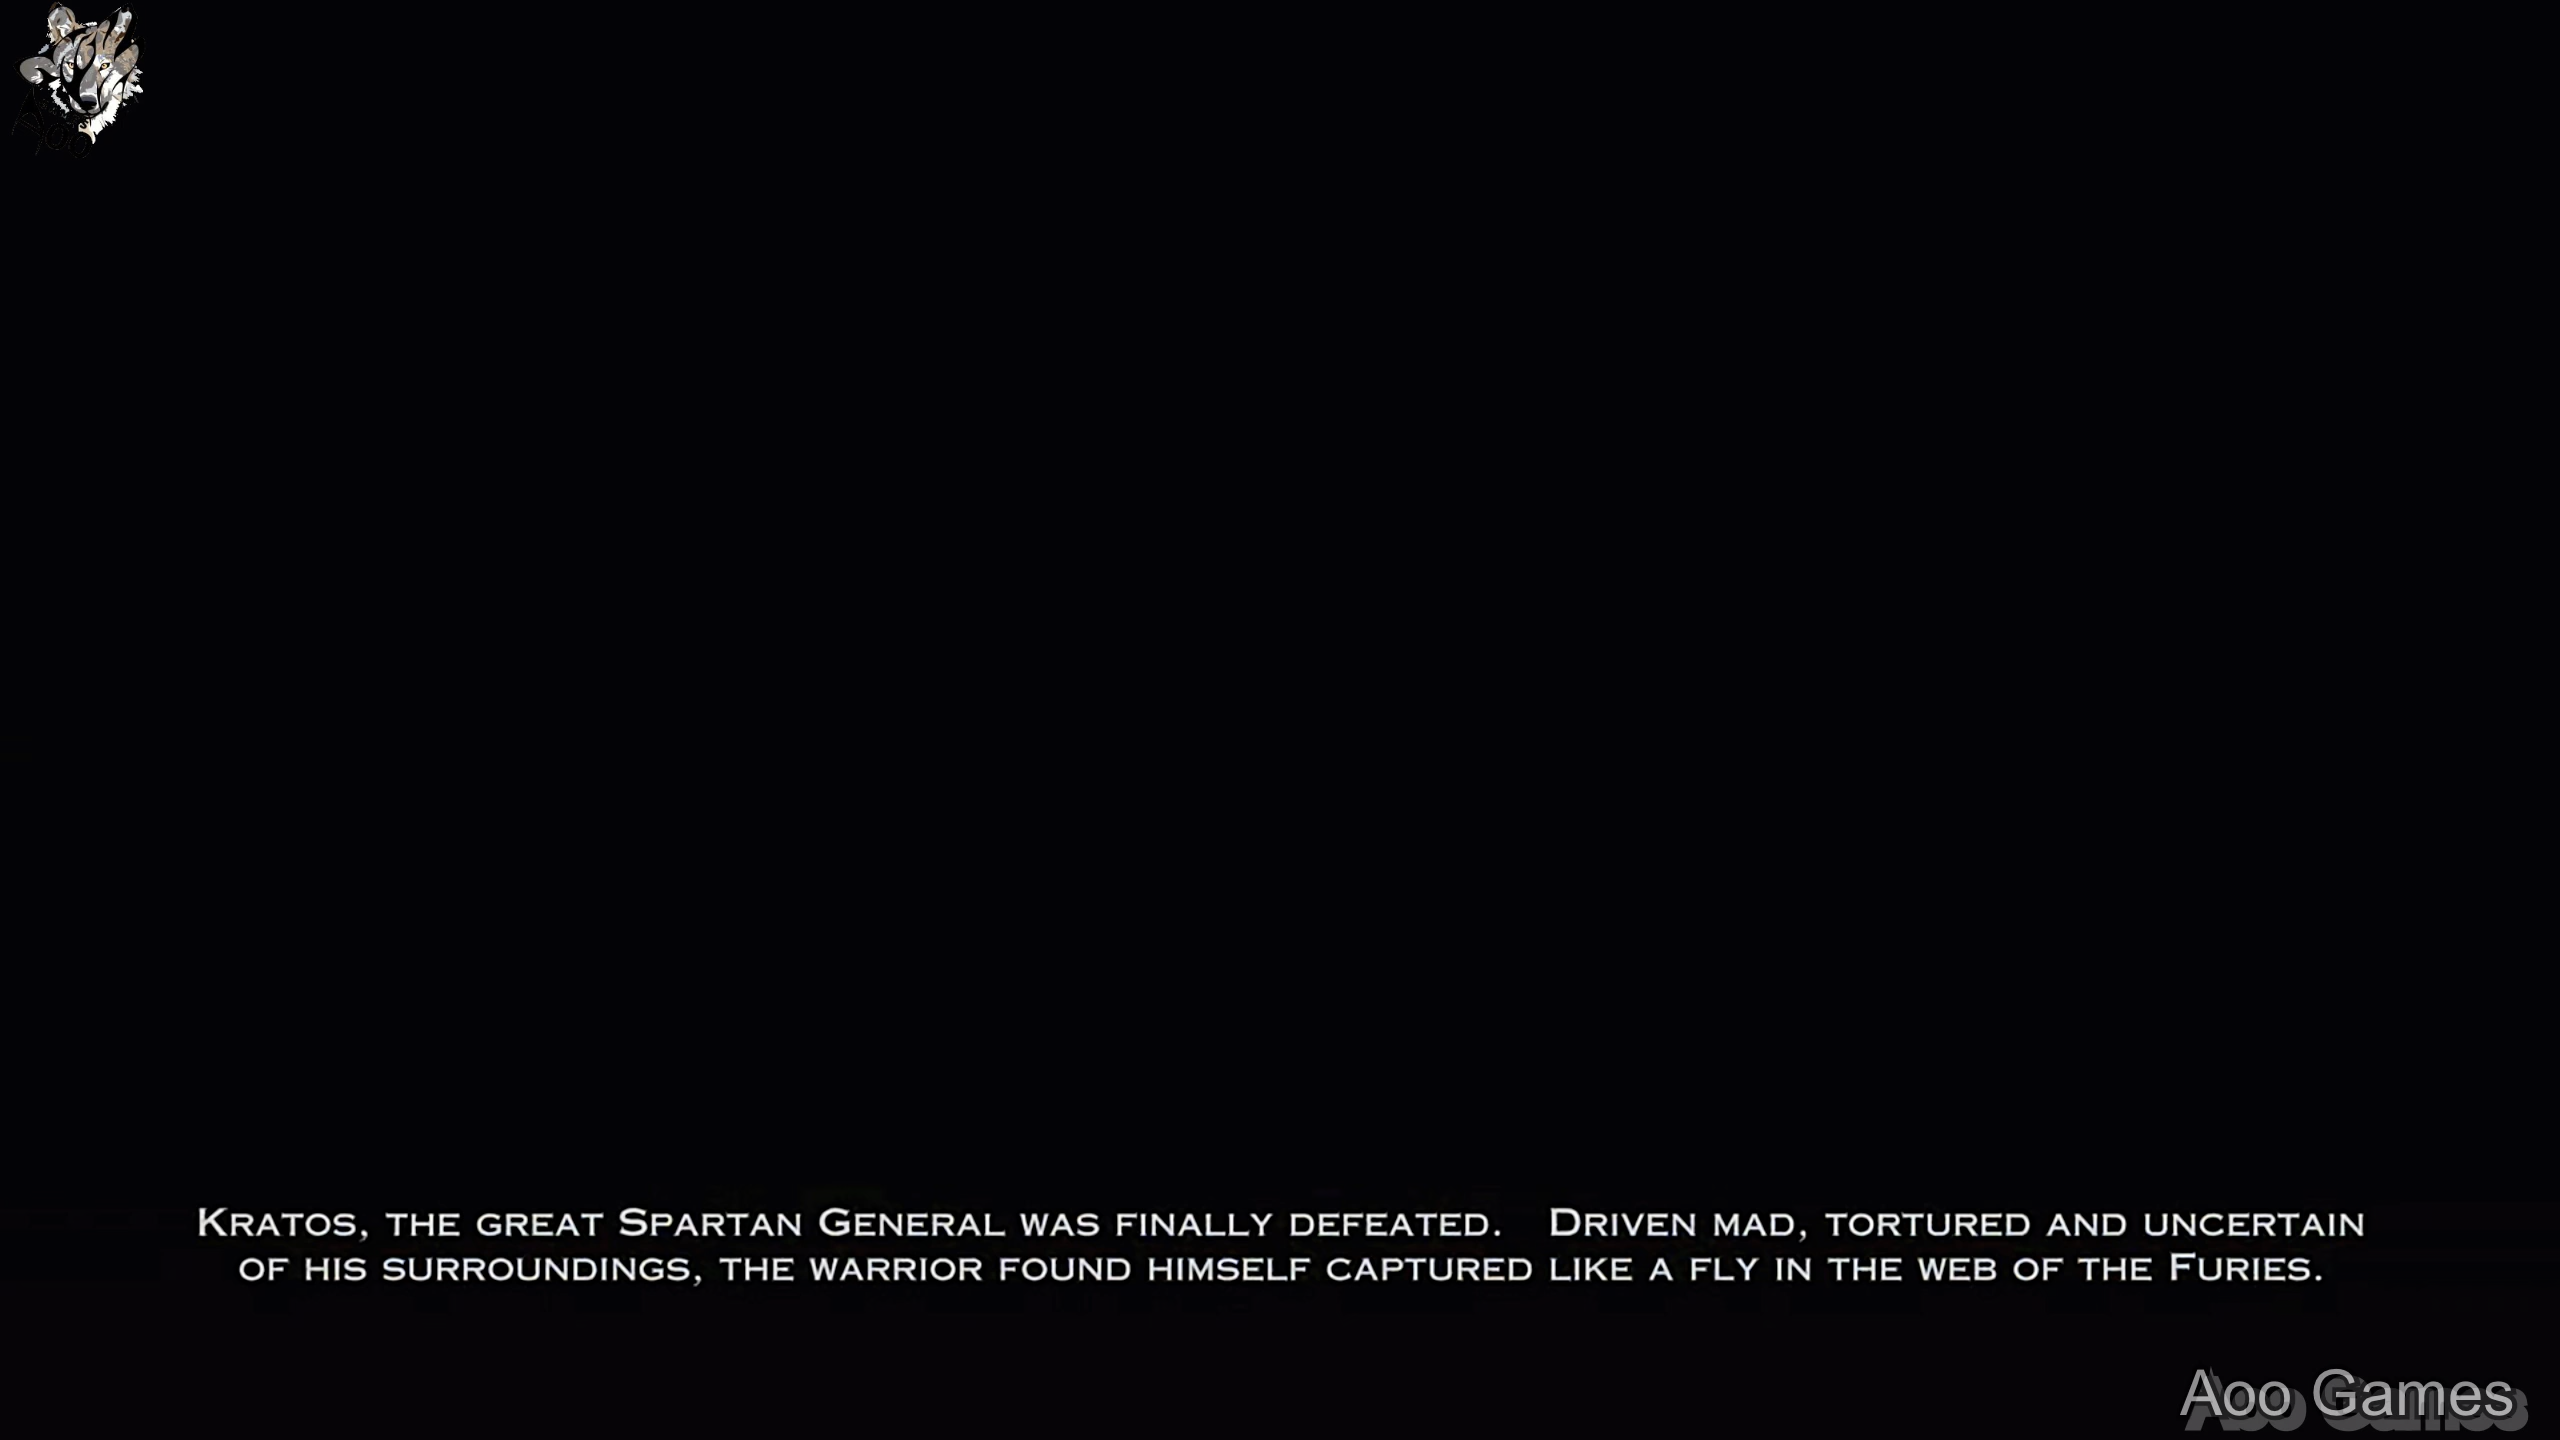 Kratos, the great Spartan General was finally defeated. Driven mad, tortured and uncertain
of his surroundings, the warrior found himself captured like a fly in the web of the Furies.
Aoo Games